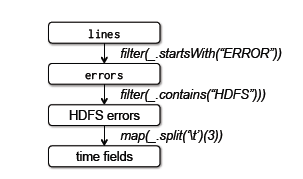 lines
filter(_.startsWith(“ERROR”))
errors
filter(_.contains(“HDFS”)))
HDFS errors
map(_.split(‘\t’)(3))
time fields